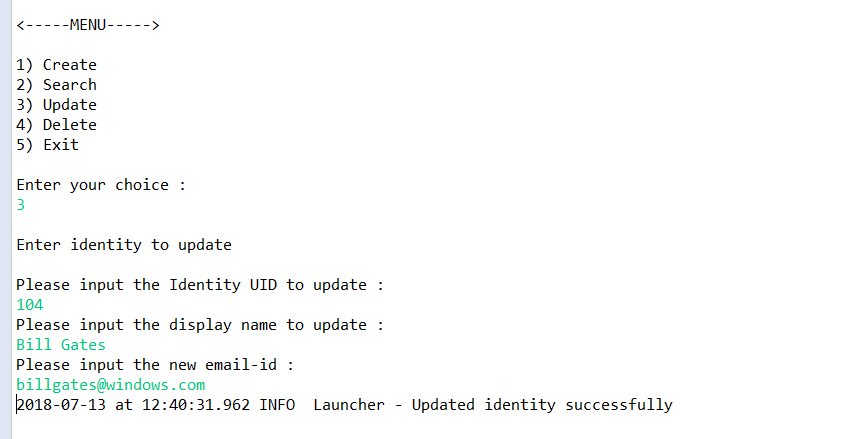 <-----MENU----->
1) Create
2) Search
3) Update
4) Delete
5) Exit
Enter your choice :
3
Enter identity to update
Please input the Identity UID to update :
104
Please input the display name to update :
Bill Gates
Please input the new email-id :
billgates@windows.com
2018-07-13 at 12:40:31.962 INFO  Launcher - Updated identity successfully